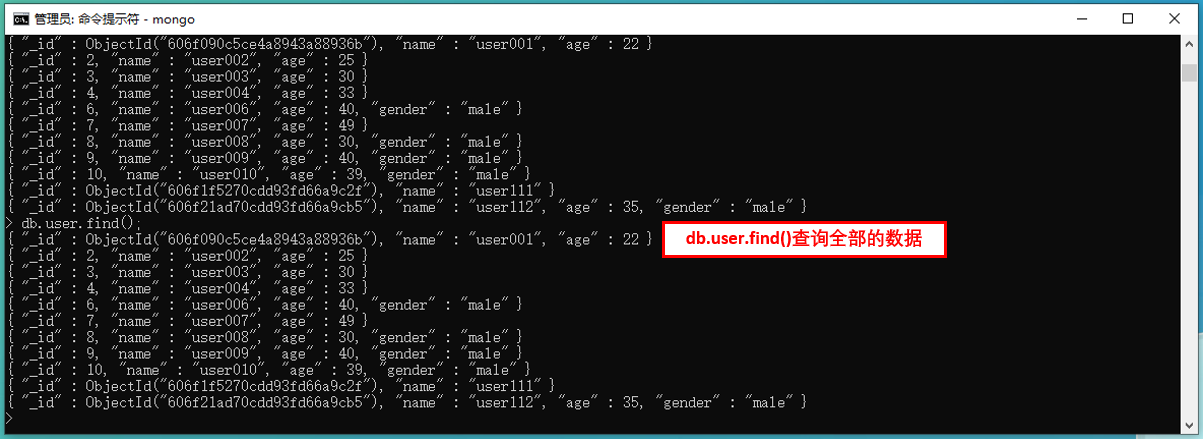 管理员: 命令提示符 - mongo
{ "_id" : ObjectId("606f090c5ce4a8943a88936b"), "name" : "user001", "age" : 22 }
{ "_id" : 2, "name" : "user002", "age" : 25 }
{ "_id" : 3, "name" : "user003", "age" : 30 }
{ "_id" : 4, "name" : "user004", "age" : 33 }
{ "_id" : 6, "name" : "user006", "age" : 40, "gender" : "male" }
{ "_id" : 7, "name" : "user007", "age" : 49 }
{ "_id" : 8, "name" : "user008", "age" : 30, "gender" : "male" }
{ "_id" : 9, "name" : "user009", "age" : 40, "gender" : "male" }
{ "_id" : 10, "name" : "user010", "age" : 39, "gender" : "male" }
{ "_id" : ObjectId("606f1f5270cdd93fd66a9c2f"), "name" : "user111" }
{ "_id" : ObjectId("606f21ad70cdd93fd66a9cb5"), "name" : "user112", "age" : 35, "gender" : "male" }
> db.user.find();
{ "_id" : ObjectId("606f090c5ce4a8943a88936b"), "name" : "user001", "age" : 22 }
db.user.find()查询全部的数据
{ "_id" : 2, "name" : "user002", "age" : 25 }
{ "_id" : 3, "name" : "user003", "age" : 30 }
{ "_id" : 4, "name" : "user004", "age" : 33 }
{ "_id" : 6, "name" : "user006", "age" : 40, "gender" : "male" }
{ "_id" : 7, "name" : "user007", "age" : 49 }
{ "_id" : 8, "name" : "user008", "age" : 30, "gender" : "male" }
{ "_id" : 9, "name" : "user009", "age" : 40, "gender" : "male" }
{ "_id" : 10, "name" : "user010", "age" : 39, "gender" : "male" }
{ "_id" : ObjectId("606f1f5270cdd93fd66a9c2f"), "name" : "user111" }
{ "_id" : ObjectId("606f21ad70cdd93fd66a9cb5"), "name" : "user112", "age" : 35, "gender" : "male" }
>